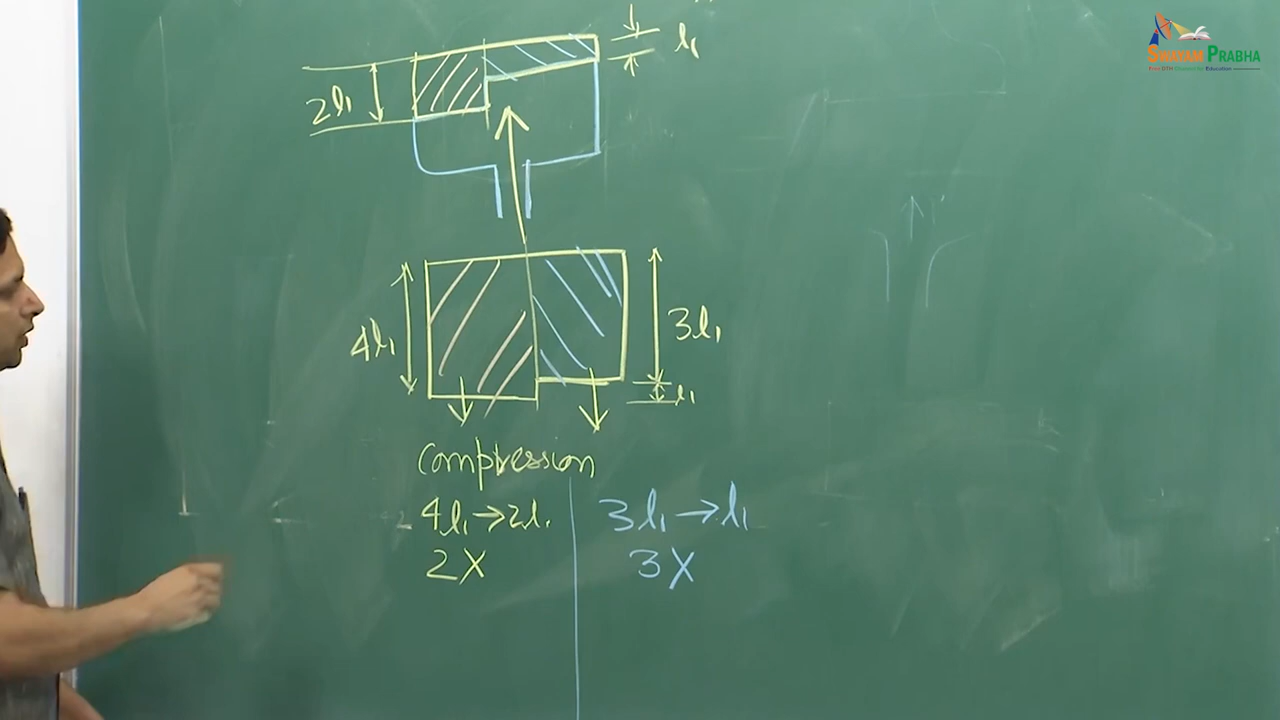 SWAYAM PRABHA
l₁
2l₁
4l₁
3l₁
l₁
Compression
4l₁→2l₁
3l₁→l₁
2X
3X